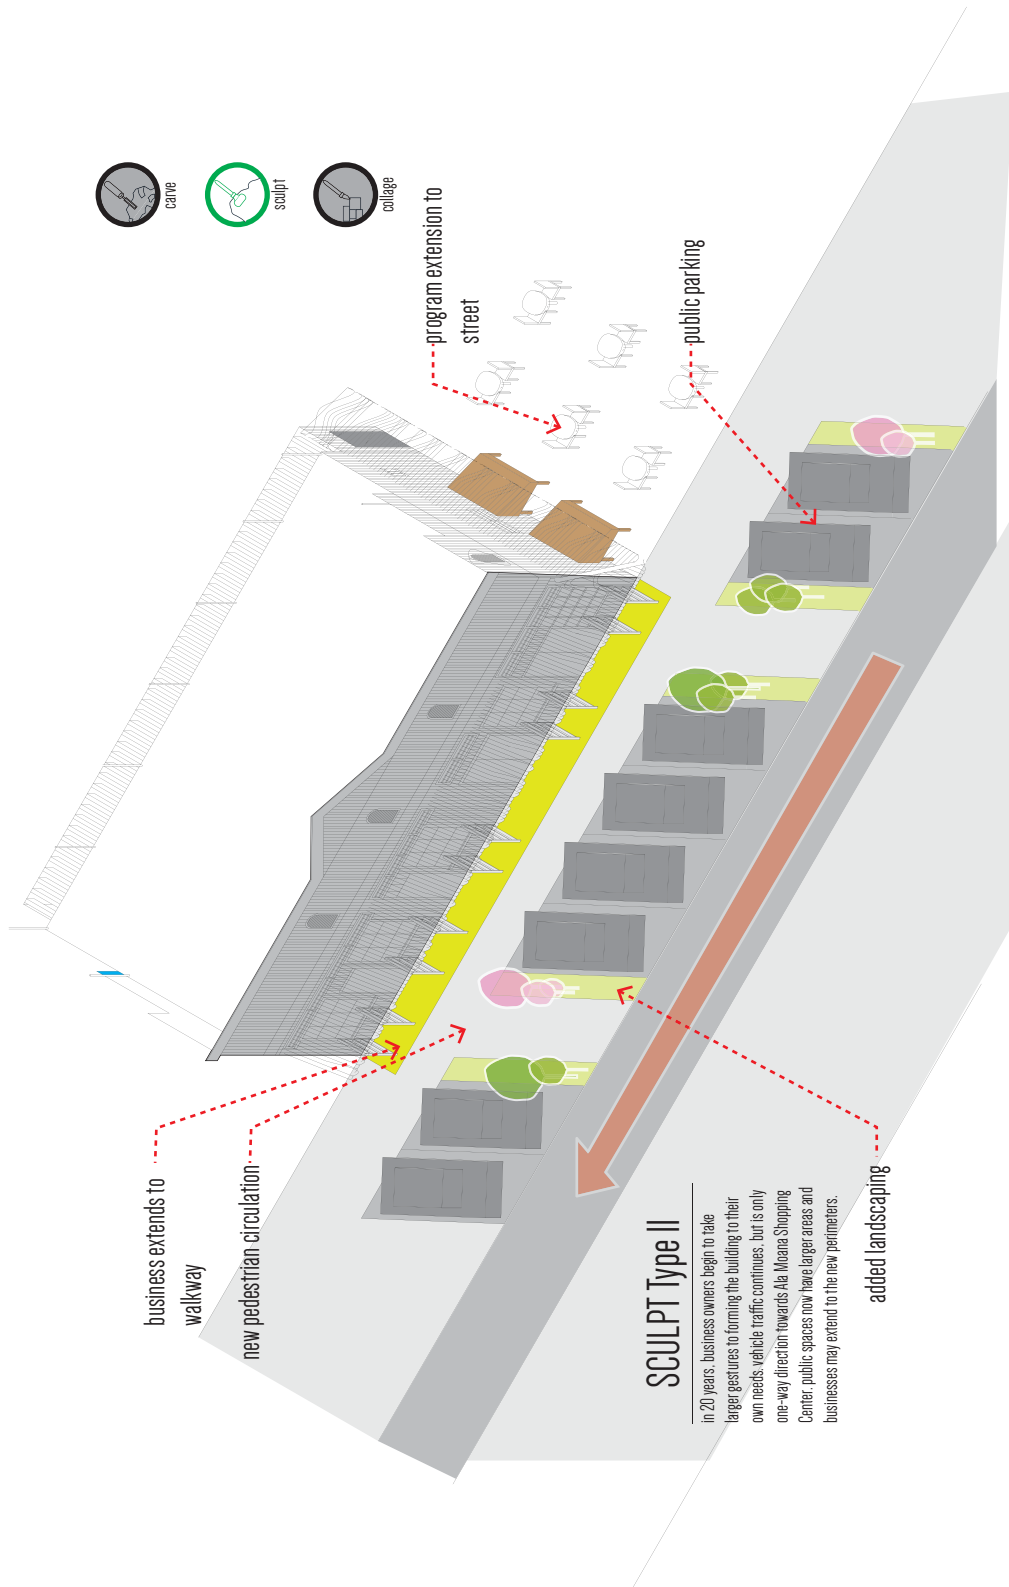 SCULPT Type II
in 20 years, business owners begin to take
larger gestures to forming the building to their
own needs. vehicle traffic continues, but is only
one-way direction towards Ala Moana Shopping
Center. public spaces now have larger areas and
businesses may extend to the new perimeters.
business extends to
walkway
new pedestrian circulation
added landscaping
program extension to
street
public parking
carve
sculpt
collage